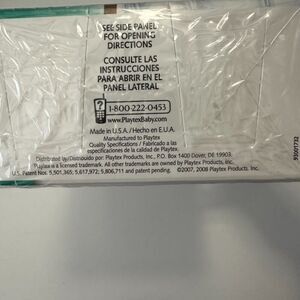 SEE SIDE PANEL
FOR OPENING
DIRECTIONS
CONSULTE LAS
INSTRUCCIONES
PARA ABRIR EN EL
PANEL LATERAL
1-800-222-0453
www.PlaytexBaby.com
Made in U.S.A. / Hecho en E.U.A.
Manufactured to Playtex
Quality Specifications / Fabricado a las
especificaciones de la calidad de Playtex.
Distributed by/Distribuido por: Playtex Products, Inc., P.O. Box 1400 Dover, DE 19903.
Playtex is a licensed trademark. All other trademarks are owned by Playtex Products, Inc.
U.S. Patent Nos. 5,501,365; 5,617,972; 5,806,711 and patent pending. ©2007, 2008 Playtex Products, Inc.
93001732